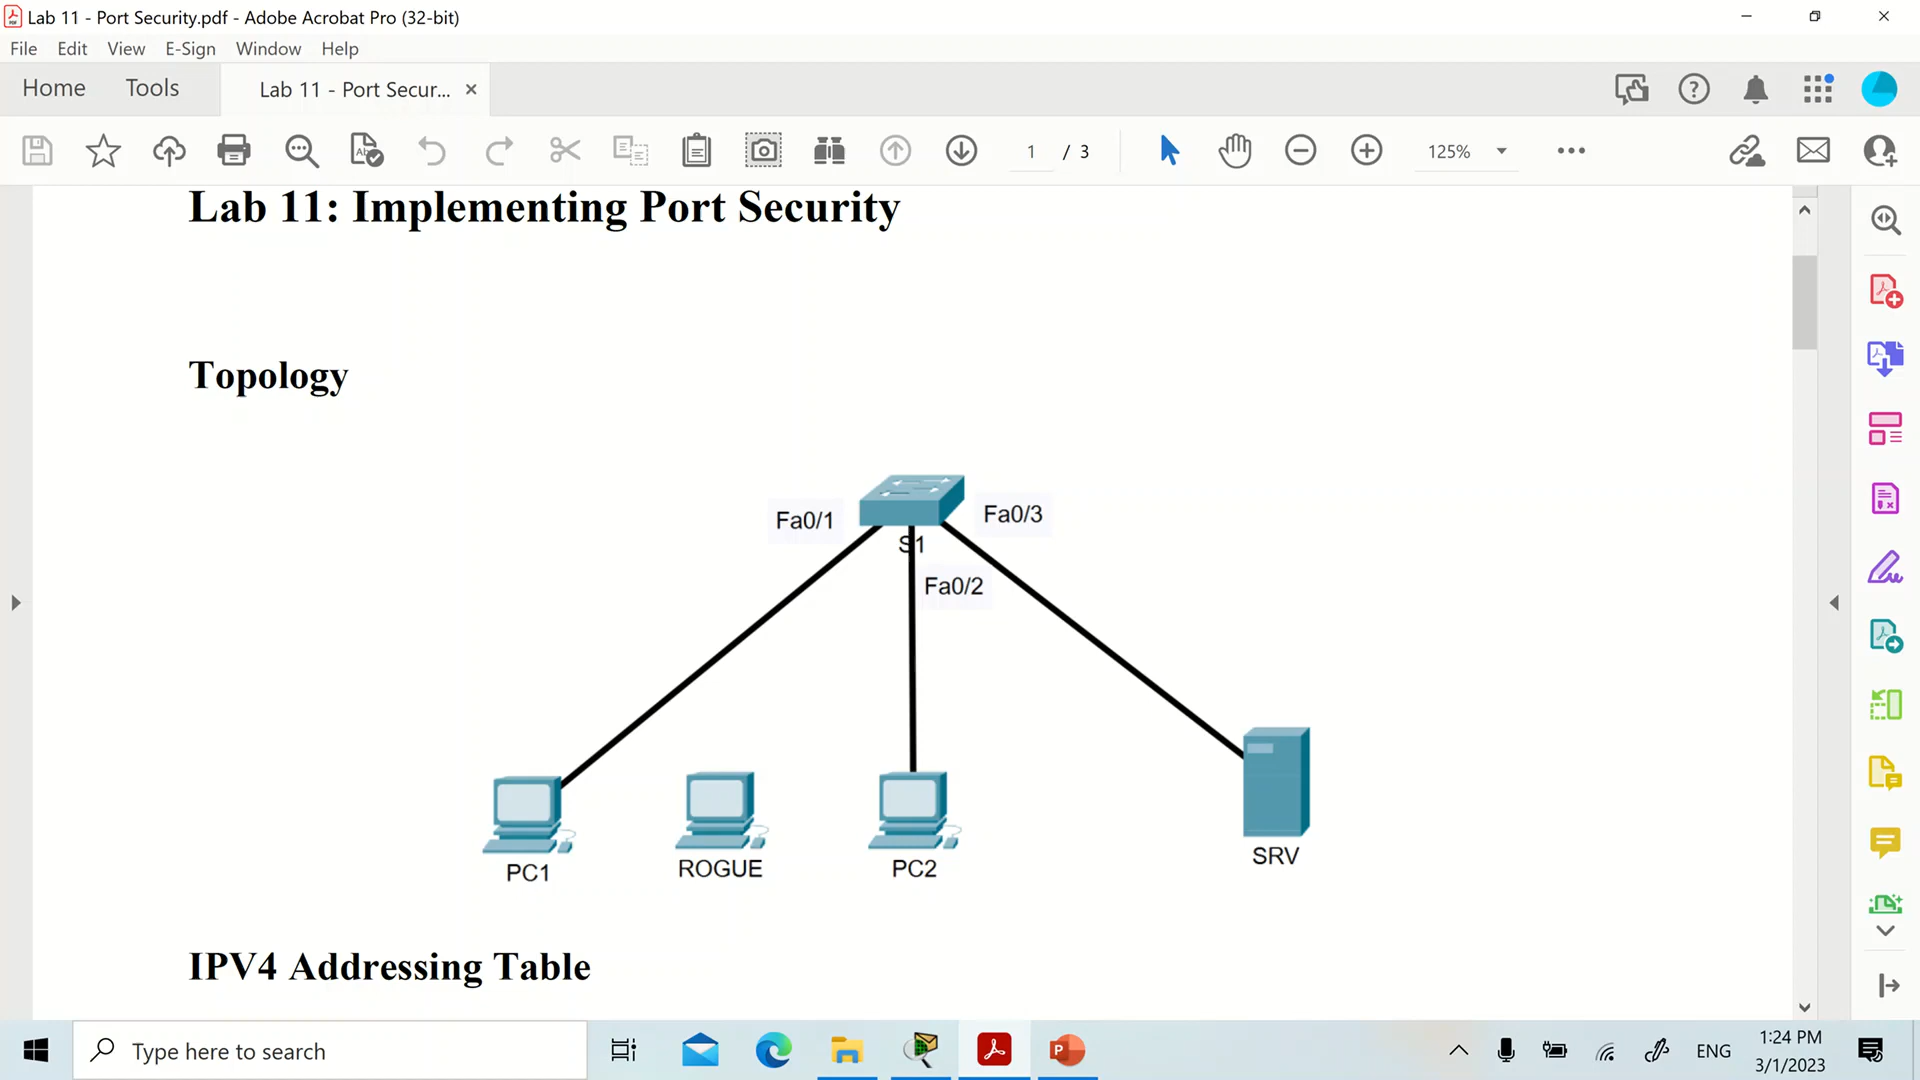 Lab 11 - Port Security.pdf - Adobe Acrobat Pro (32-bit)
File Edit View E-Sign Window Help
Home Tools Lab 11 - Port Secur...
1 / 3 125%
Lab 11: Implementing Port Security
Topology
Fa0/1
Fa0/3
S1
Fa0/2
PC1
ROGUE
PC2
SRV
IPV4 Addressing Table
Type here to search
ENG
1:24 PM
3/1/2023